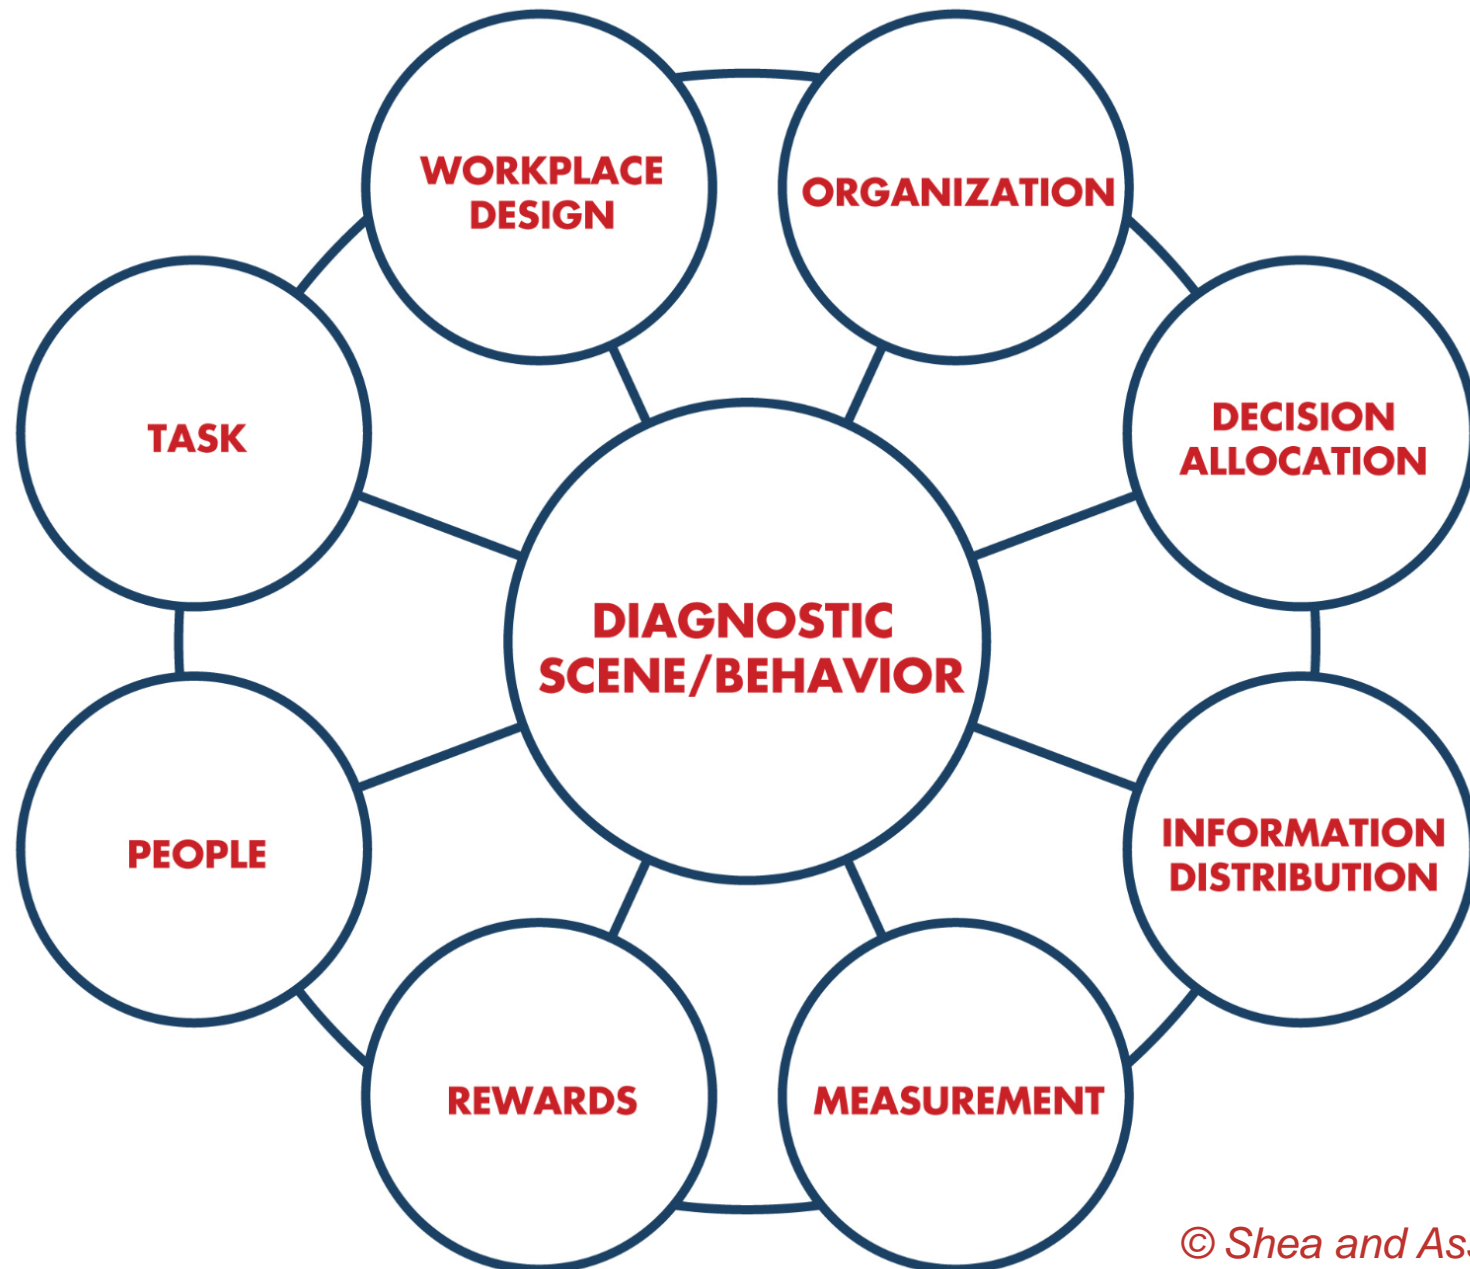 WORKPLACE
DESIGN
ORGANIZATION
TASK
DECISION
ALLOCATION
DIAGNOSTIC
SCENE/BEHAVIOR
PEOPLE
INFORMATION
DISTRIBUTION
REWARDS
MEASUREMENT
© Shea and